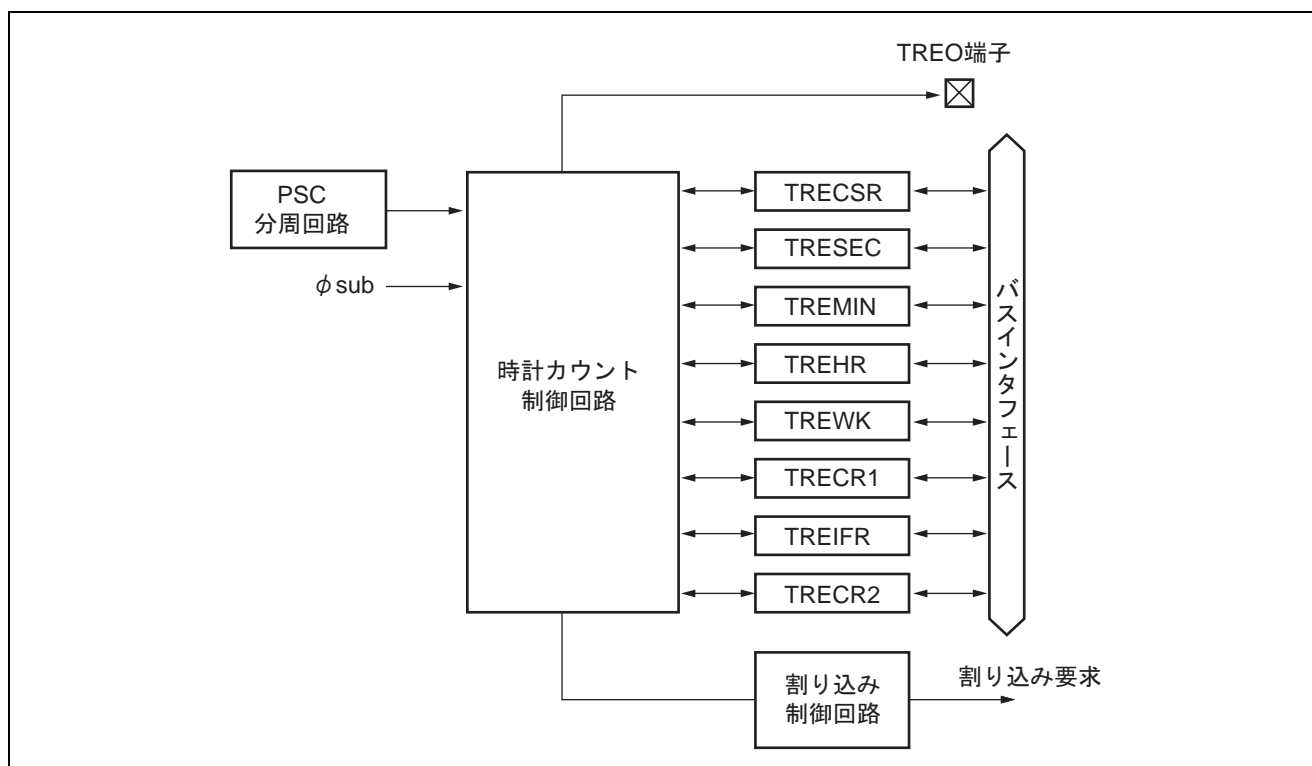 TREO端子
PSC
分周回路
φsub
時計カウント
制御回路
TRECSR
TRESEC
TREMIN
TREHR
TREWK
TRECR1
TREIFR
TRECR2
バスインタフェース
割り込み
制御回路
割り込み要求